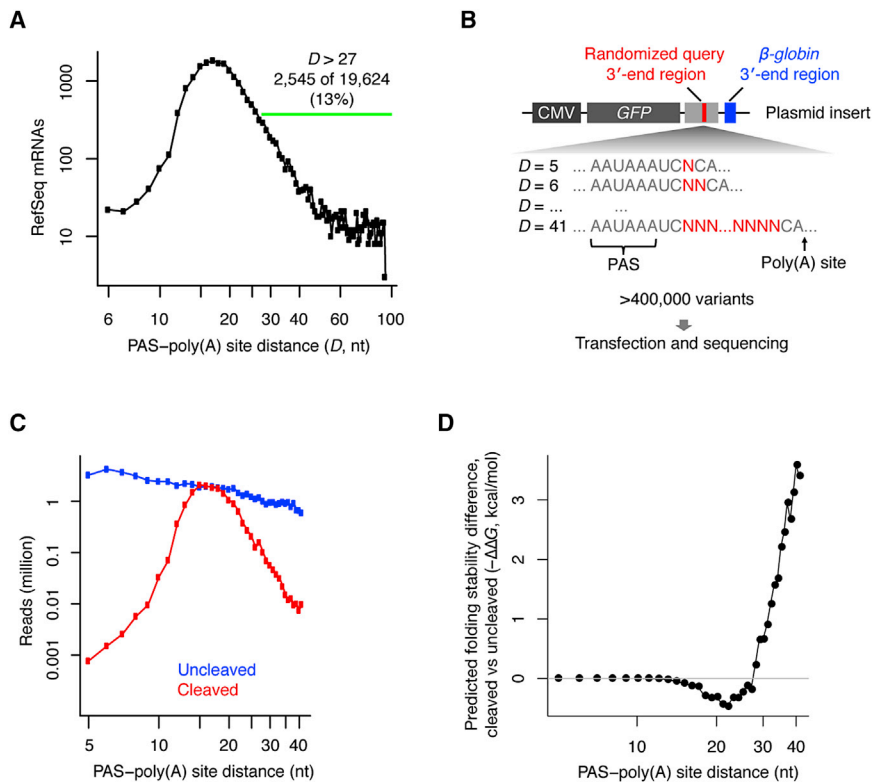 A
D > 27
2,545 of 19,624
(13%)
RefSeq mRNAs
1000
100
10
6
10
20
30
40
100
PAS–poly(A) site distance (D, nt)
B
Randomized query
3′-end region
β-globin
3′-end region
CMV
GFP
Plasmid insert
D = 5 ... AAUAAAUCNCA...
D = 6 ... AAUAAAUCNNCA...
D = ... ...
D = 41 ... AAUAAAUCNNN...NNNNCA...
PAS
Poly(A) site
>400,000 variants
Transfection and sequencing
C
Reads (million)
1
0.1
0.01
0.001
Uncleaved
Cleaved
5
10
20
30
40
PAS–poly(A) site distance (nt)
D
Predicted folding stability difference,
cleaved vs uncleaved (−ΔΔG, kcal/mol)
3
2
1
0
10
20
30
40
PAS–poly(A) site distance (nt)